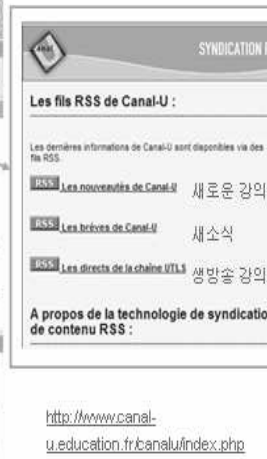 SYNDICATION
Les fils RSS de Canal-U :
Les dernières informations de Canal-U sont disponibles via des
fils RSS.
RSS Les nouveautés de Canal-U 새로운 강의
RSS Les brèves de Canal-U 새소식
RSS Les directs de la chaîne UTLS 생방송 강의
A propos de la technologie de syndicatio
de contenu RSS :
http://www.canal-
u.education.fr/canalu/index.php